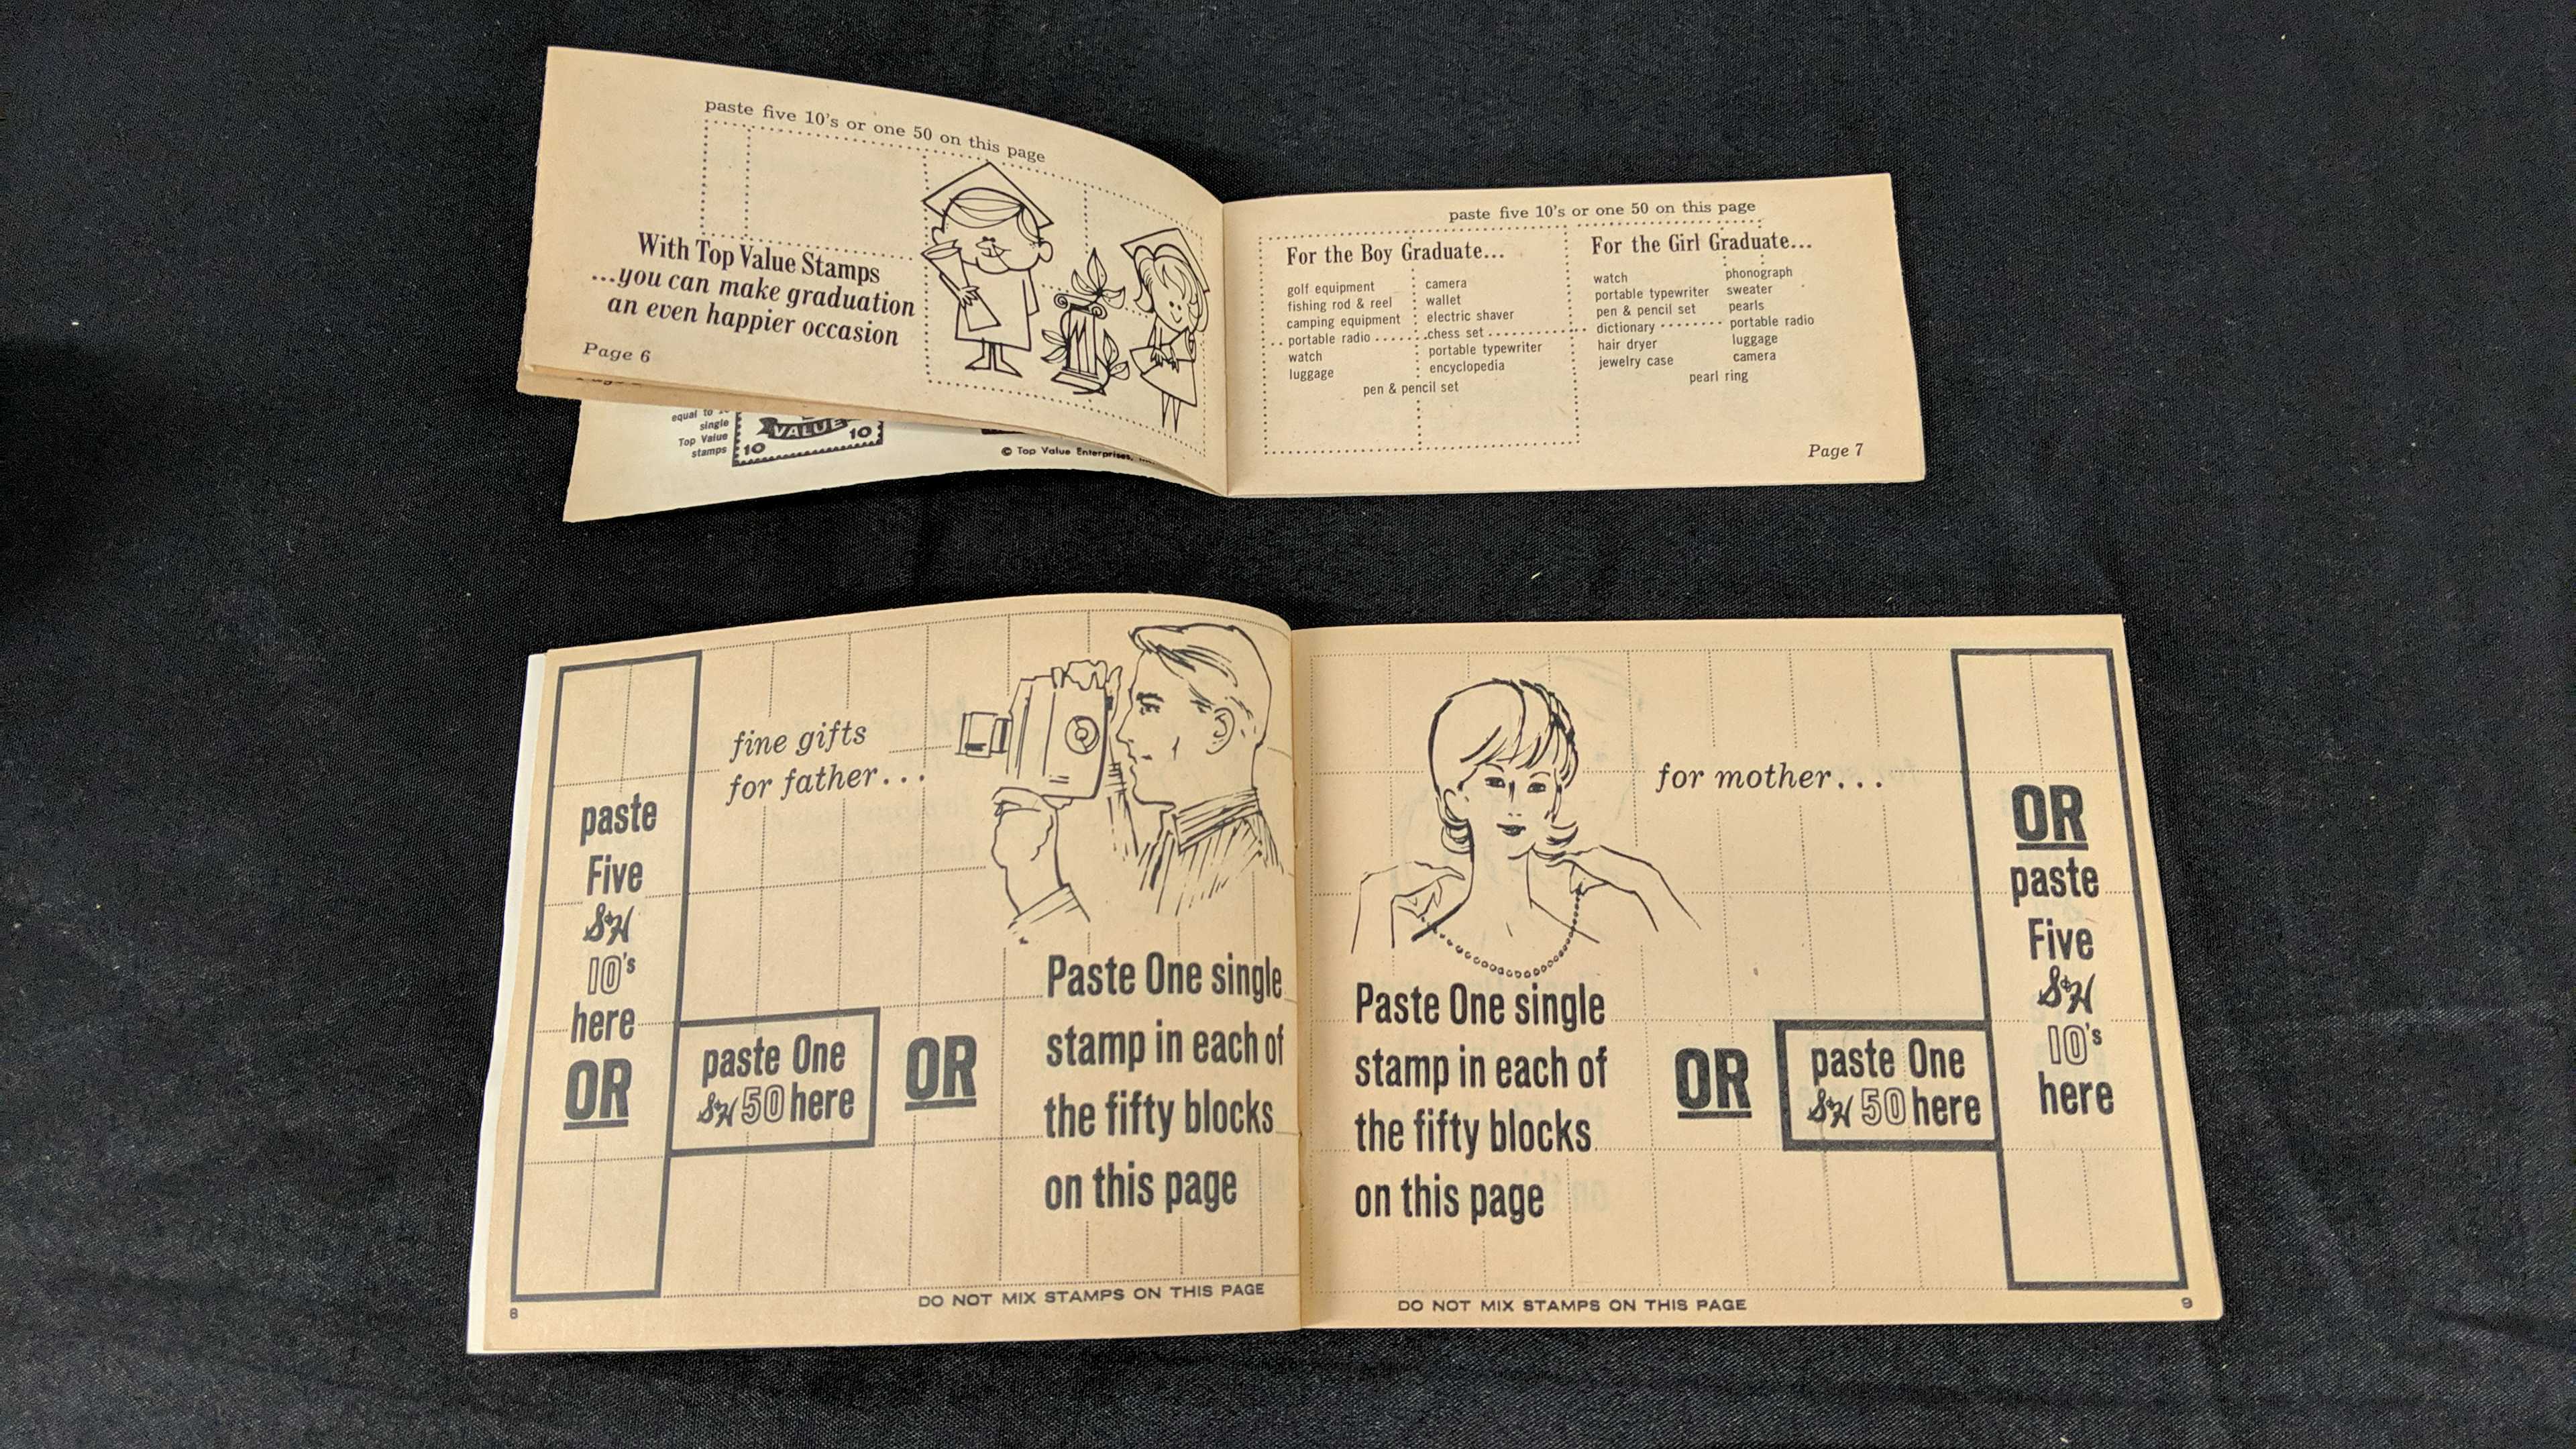 paste five 10's or one 50 on this page
With Top Value Stamps
...you can make graduation
an even happier occasion
Page 6
equal to
single
Top Value
stamps
VALUE
10
10
© Top Value Enterprises,
paste five 10's or one 50 on this page
For the Boy Graduate...
golf equipment
fishing rod & reel
camping equipment
portable radio
watch
luggage
camera
wallet
electric shaver
chess set
portable typewriter
encyclopedia
pen & pencil set
For the Girl Graduate...
watch
portable typewriter
pen & pencil set
dictionary
hair dryer
jewelry case
phonograph
sweater
pearls
portable radio
luggage
camera
pearl ring
Page 7
paste
Five
S&H
10's
here
OR
fine gifts
for father...
paste One
S&H 50 here
OR
Paste One single
stamp in each of
the fifty blocks
on this page
DO NOT MIX STAMPS ON THIS PAGE
8
for mother...
Paste One single
stamp in each of
the fifty blocks
on this page
OR
paste One
S&H 50 here
OR
paste
Five
S&H
10's
here
DO NOT MIX STAMPS ON THIS PAGE
9